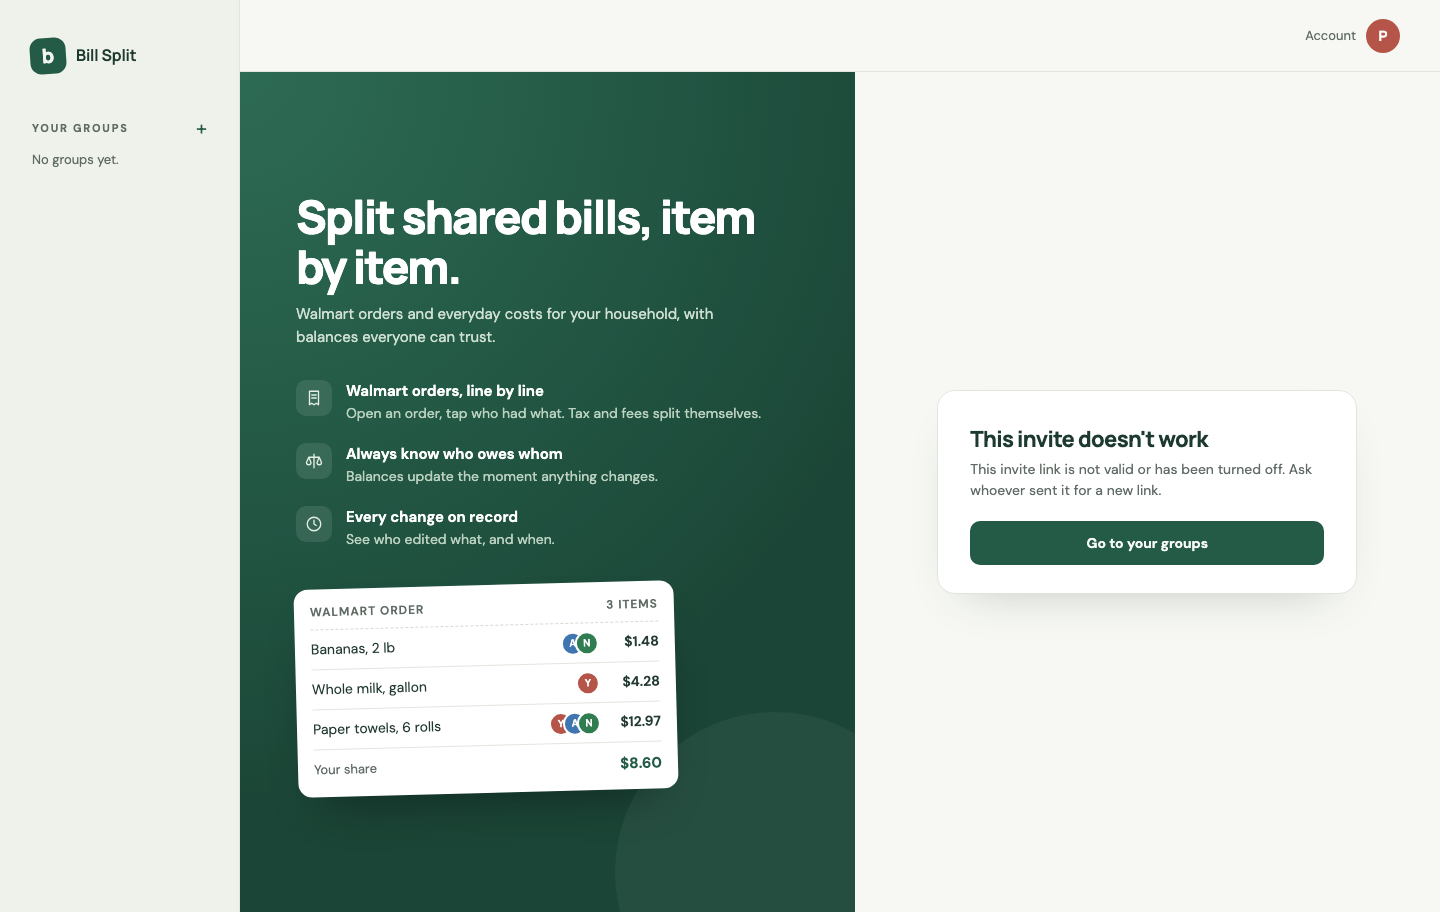 b Bill Split
YOUR GROUPS +
No groups yet.
Account P
Split shared bills, item
by item.
Walmart orders and everyday costs for your household, with
balances everyone can trust.
Walmart orders, line by line
Open an order, tap who had what. Tax and fees split themselves.
Always know who owes whom
Balances update the moment anything changes.
Every change on record
See who edited what, and when.
WALMART ORDER 3 ITEMS
Bananas, 2 lb A N $1.48
Whole milk, gallon Y $4.28
Paper towels, 6 rolls Y A N $12.97
Your share $8.60
This invite doesn't work
This invite link is not valid or has been turned off. Ask
whoever sent it for a new link.
Go to your groups